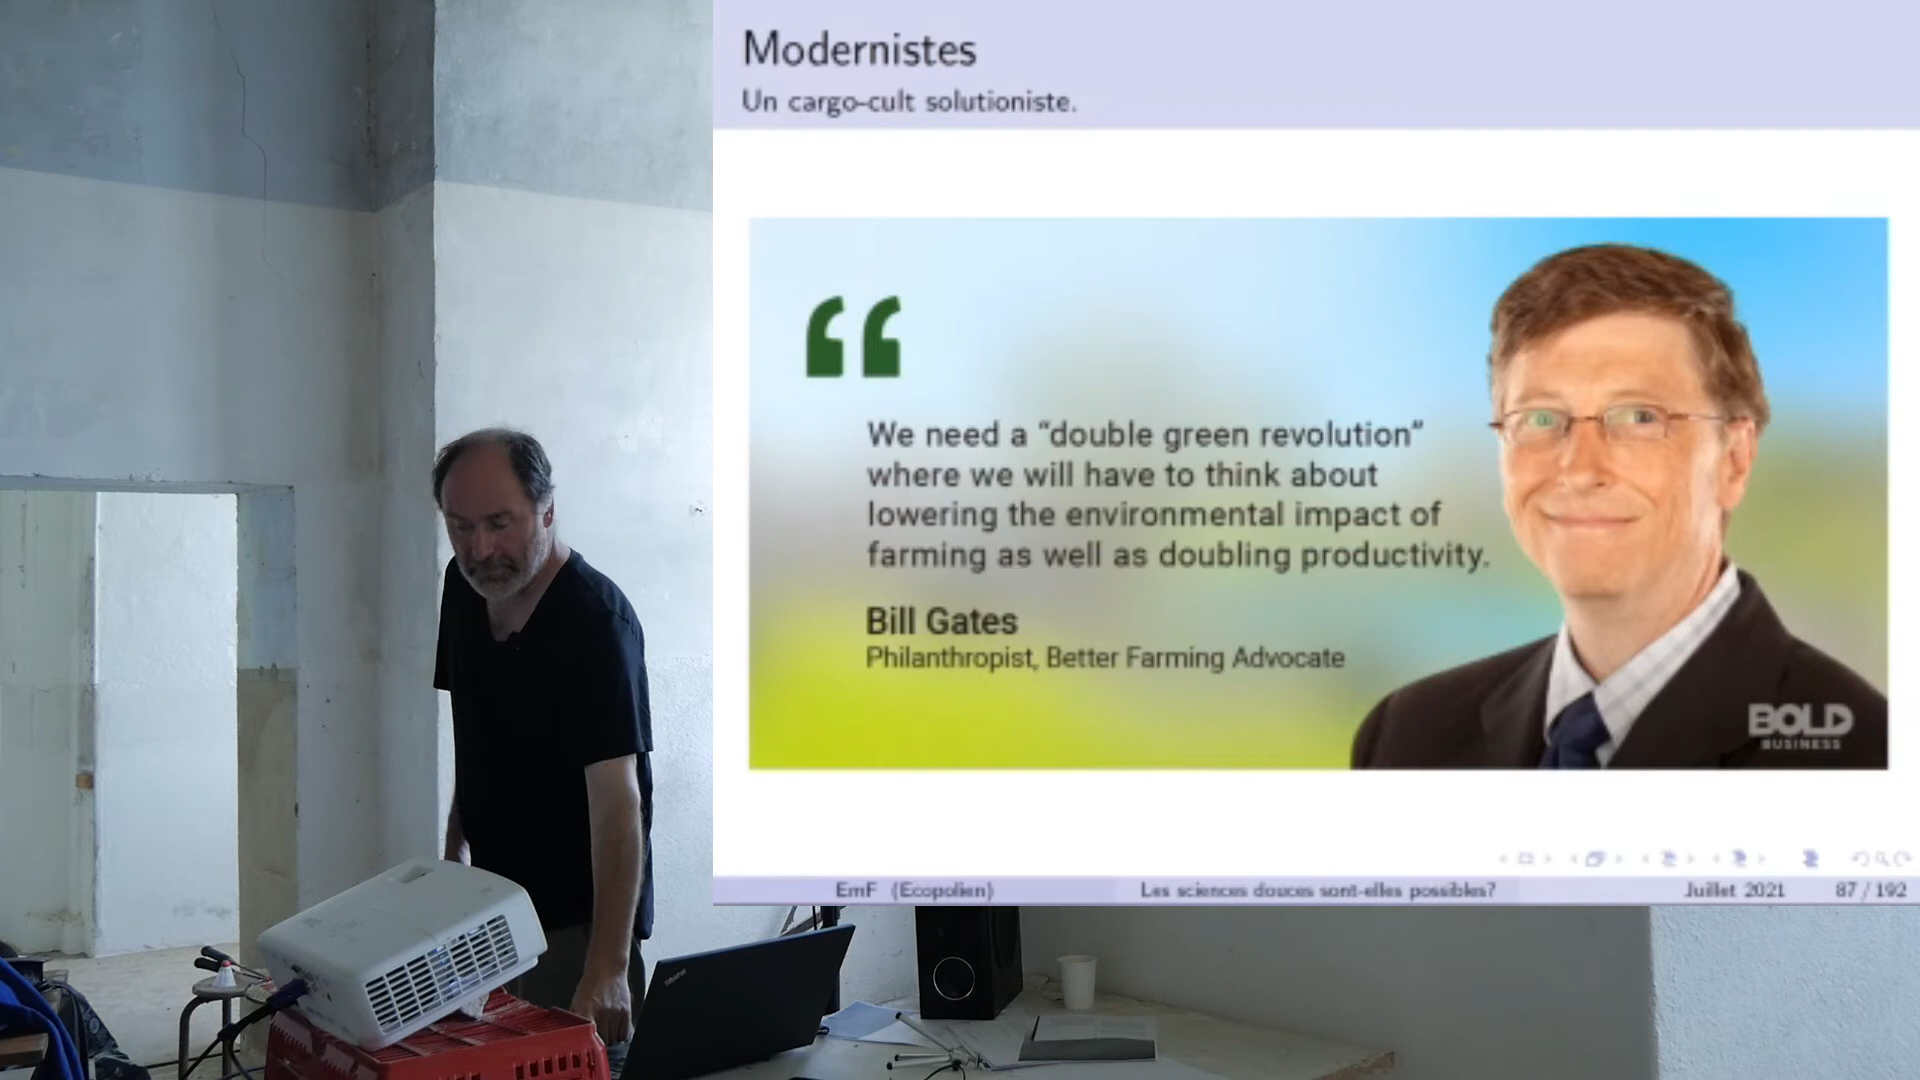 Modernistes
Un cargo-cult solutioniste.
“
We need a “double green revolution”
where we will have to think about
lowering the environmental impact of
farming as well as doubling productivity.
Bill Gates
Philanthropist, Better Farming Advocate
BOLD
BUSINESS
EmF (Ecopolien)
Les sciences douces sont-elles possibles?
Juillet 2021
87 / 192